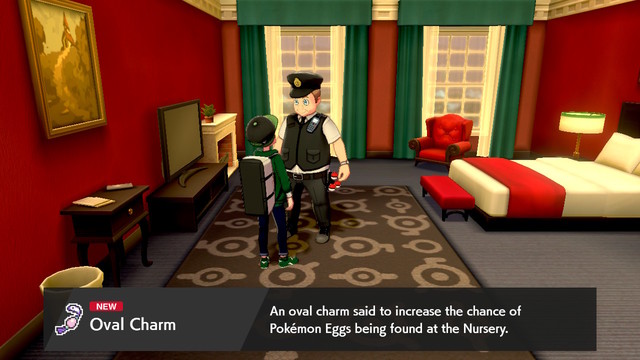 NEW
Oval Charm
An oval charm said to increase the chance of
Pokémon Eggs being found at the Nursery.